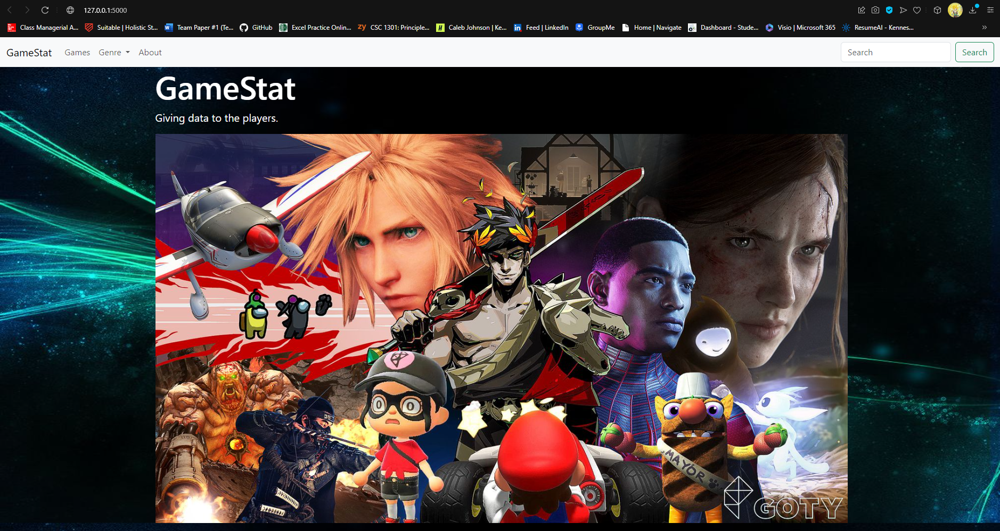 127.0.0.1:5000
Class Managerial A...
Suitable | Holistic St...
Team Paper #1 (Te...
GitHub
Excel Practice Onlin...
zy CSC 1301: Principle...
H Caleb Johnson | Ke...
in Feed | LinkedIn
GroupMe
Home | Navigate
Dashboard - Stude...
Visio | Microsoft 365
ResumeAI - Kennes...
»
GameStat
Games
Genre
About
Search
Search
GameStat
Giving data to the players.
MAYOR
GOTY